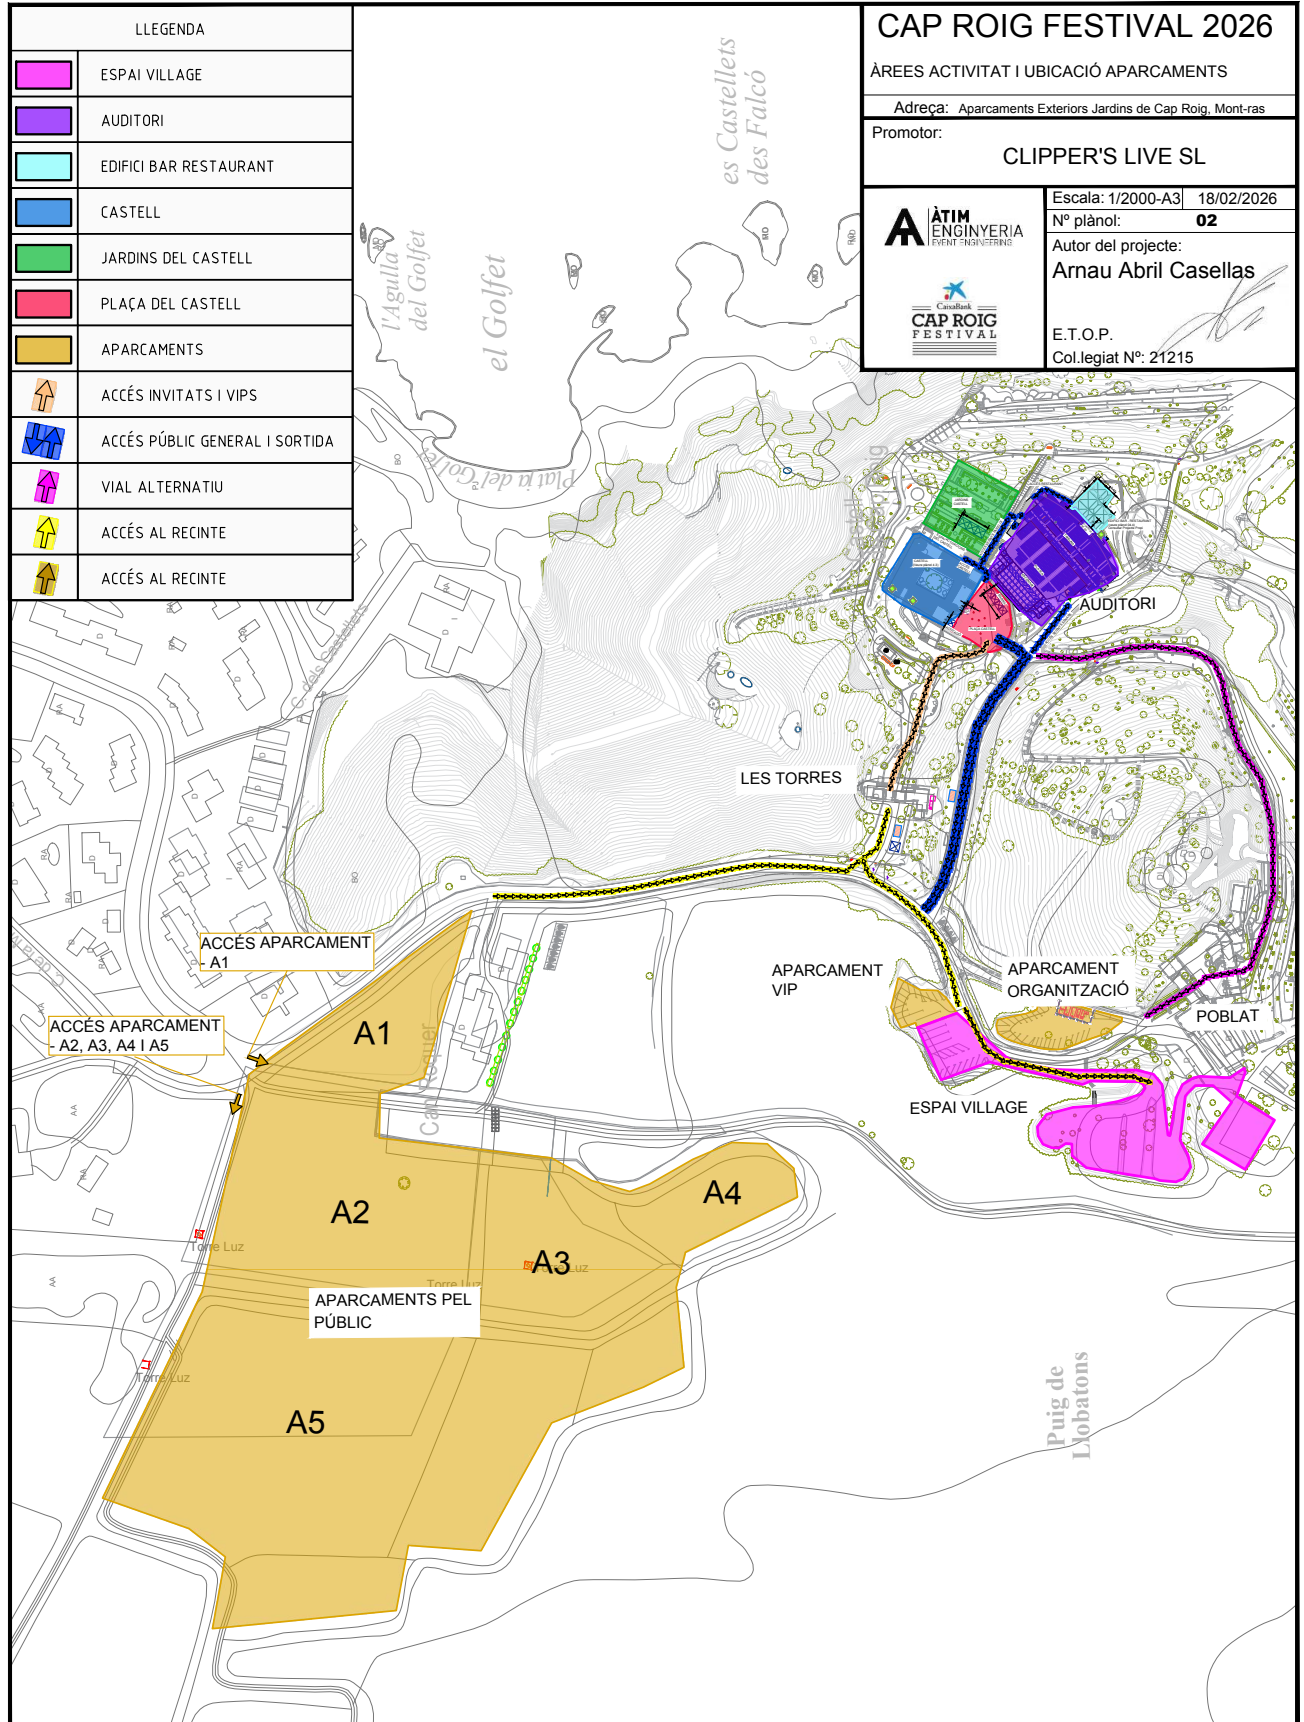 LLEGENDA
ESPAI VILLAGE
AUDITORI
EDIFICI BAR RESTAURANT
CASTELL
JARDINS DEL CASTELL
PLAÇA DEL CASTELL
APARCAMENTS
ACCÉS INVITATS I VIPS
ACCÉS PÚBLIC GENERAL I SORTIDA
VIAL ALTERNATIU
ACCÉS AL RECINTE
ACCÉS AL RECINTE
CAP ROIG FESTIVAL 2026
ÀREES ACTIVITAT I UBICACIÓ APARCAMENTS
Adreça: Aparcaments Exteriors Jardins de Cap Roig, Mont-ras
Promotor:
CLIPPER'S LIVE SL
ÀTIM
ENGINYERIA
EVENT ENGINEERING
CaixaBank
CAP ROIG
FESTIVAL
Escala: 1/2000-A3 18/02/2026
Nº plànol: 02
Autor del projecte:
Arnau Abril Casellas
E.T.O.P.
Col.legiat Nº: 21215
es Castellets
des Falcó
l'Agulla
del Golfet
el Golfet
Platja del Golfet
C. dels Castellets
AUDITORI
LES TORRES
ACCÉS APARCAMENT
- A1
ACCÉS APARCAMENT
- A2, A3, A4 I A5
APARCAMENT
VIP
APARCAMENT
ORGANITZACIÓ
POBLAT
ESPAI VILLAGE
A1
A2
A3
A4
A5
Torre Luz
Torre Luz
Torre Luz
Torre Luz
APARCAMENTS PEL
PÚBLIC
Puig de
Llobatons